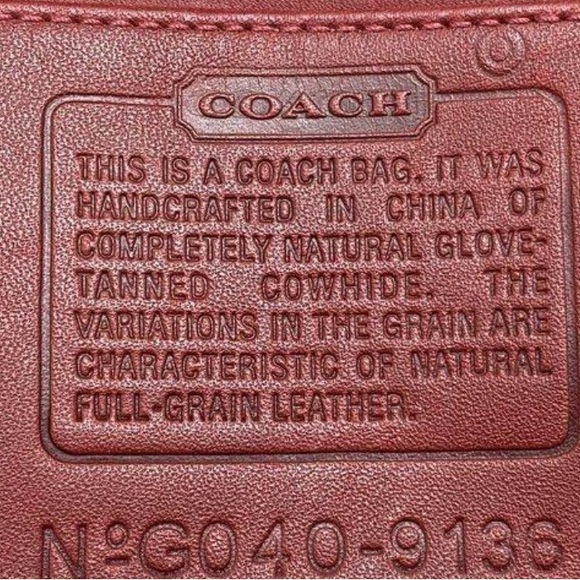 COACH
THIS IS A COACH BAG. IT WAS
HANDCRAFTED IN CHINA OF
COMPLETELY NATURAL GLOVE-
TANNED COWHIDE. THE
VARIATIONS IN THE GRAIN ARE
CHARACTERISTIC OF NATURAL
FULL-GRAIN LEATHER.
NºG040-9136